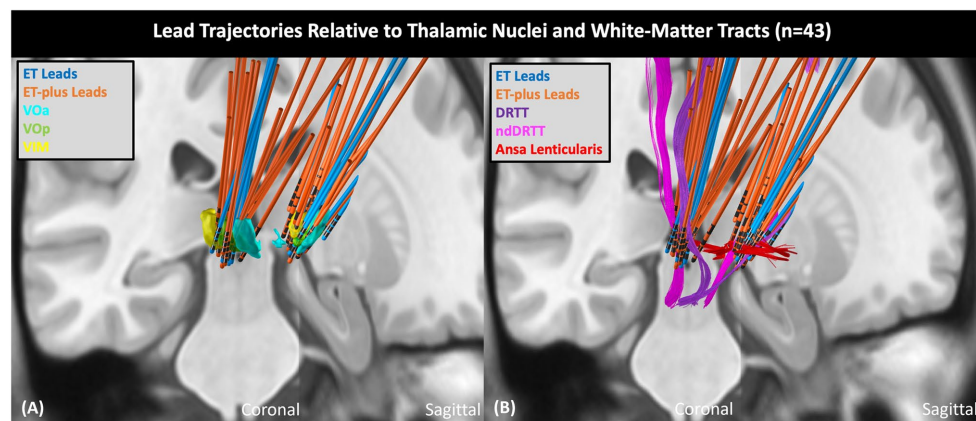 Lead Trajectories Relative to Thalamic Nuclei and White-Matter Tracts (n=43)
ET Leads
ET-plus Leads
VOa
VOp
VIM
(A)
Coronal
Sagittal
ET Leads
ET-plus Leads
DRTT
ndDRTT
Ansa Lenticularis
(B)
Coronal
Sagittal